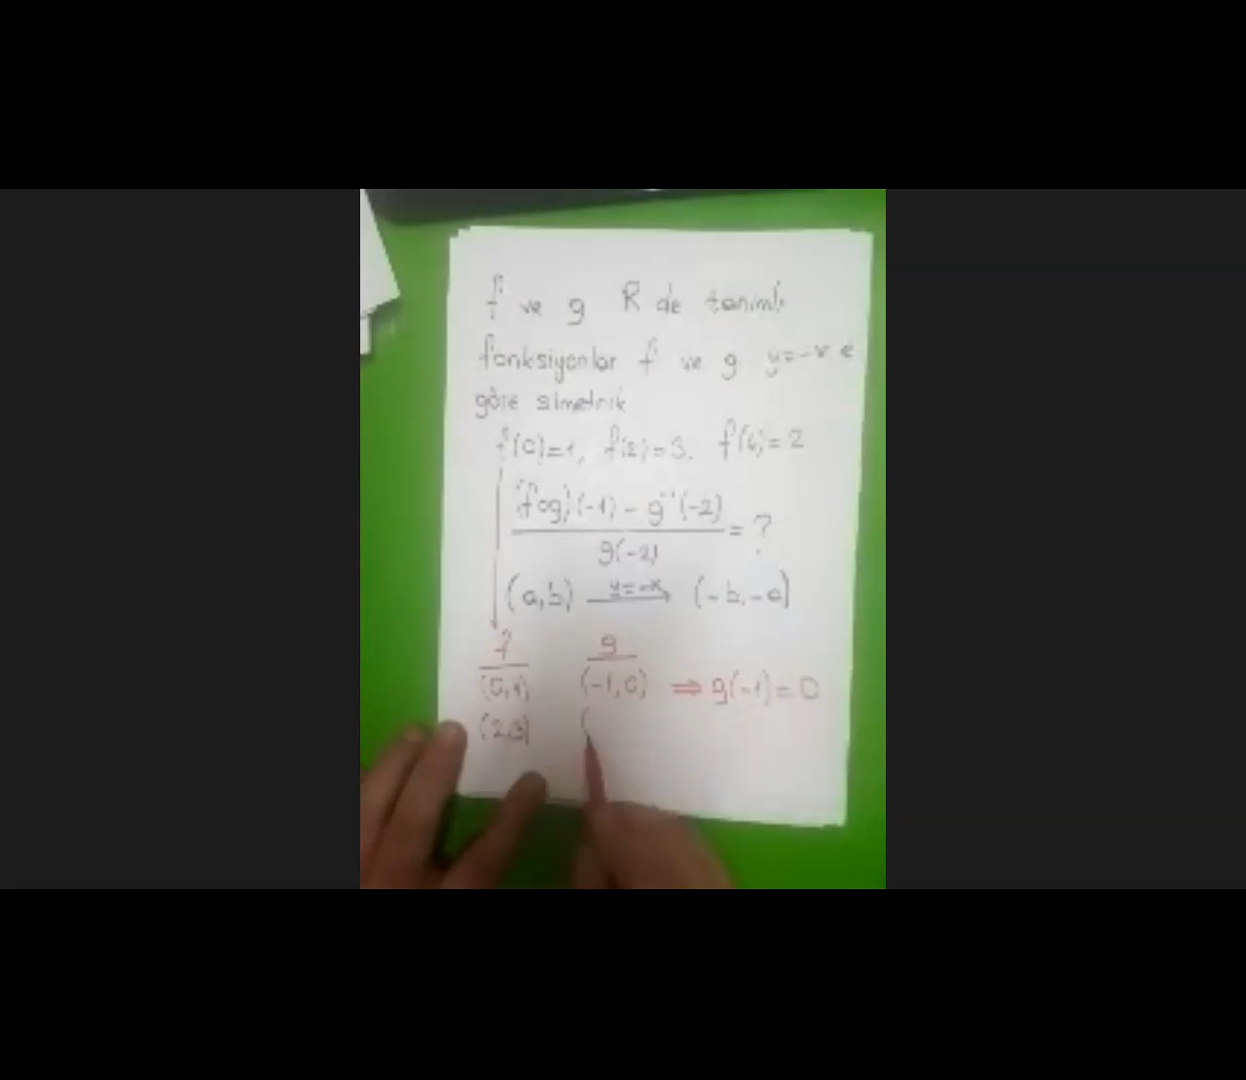 f ve g R de tanımlı
fonksiyonlar f ve g y=-x e
göre simetrik
f(0)=1, f(2)=3, f(4)=2
(fog)(-1) - g⁻¹(-2)
= ?
g(-2)
(a,b) y=-x (-b,-a)
f g
(0,1) (-1,0) ⇒ g(-1)=0
(2,3) (